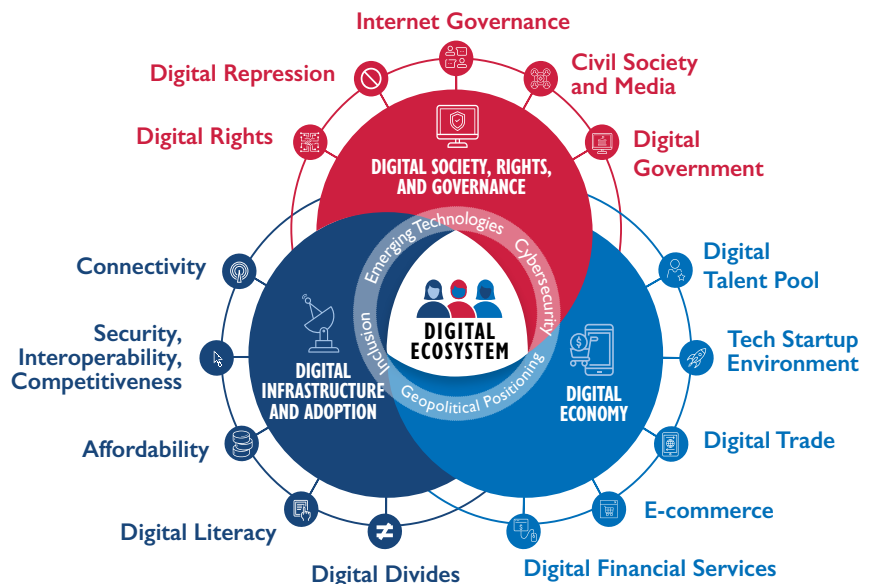 Internet Governance
Digital Repression
Civil Society
and Media
Digital Rights
Digital
Government
DIGITAL SOCIETY, RIGHTS,
AND GOVERNANCE
Emerging Technologies
Cybersecurity
Inclusion
Geopolitical Positioning
DIGITAL
ECOSYSTEM
Connectivity
Security,
Interoperability,
Competitiveness
Affordability
Digital Literacy
Digital Divides
DIGITAL
INFRASTRUCTURE
AND ADOPTION
DIGITAL
ECONOMY
Digital
Talent Pool
Tech Startup
Environment
Digital Trade
E-commerce
Digital Financial Services